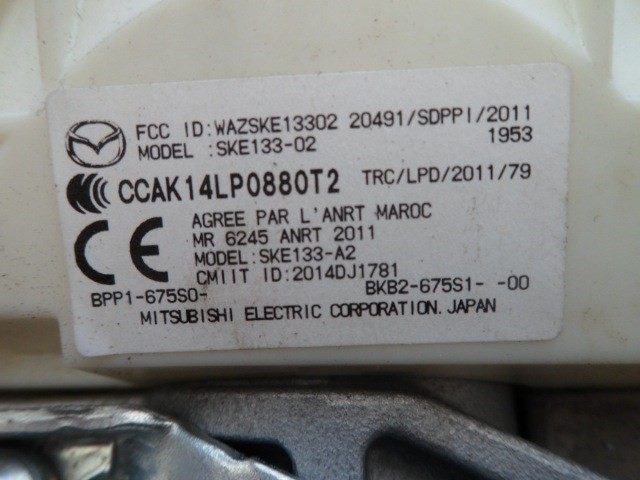 FCC ID:WAZSKE13302 20491/SDPPI/2011
MODEL :SKE133-02 1953
CCAK14LP0880T2 TRC/LPD/2011/79
AGREE PAR L'ANRT MAROC
MR 6245 ANRT 2011
MODEL:SKE133-A2
CE CMIIT ID:2014DJ1781
BPP1-675S0- BKB2-675S1- -00
MITSUBISHI ELECTRIC CORPORATION.JAPAN